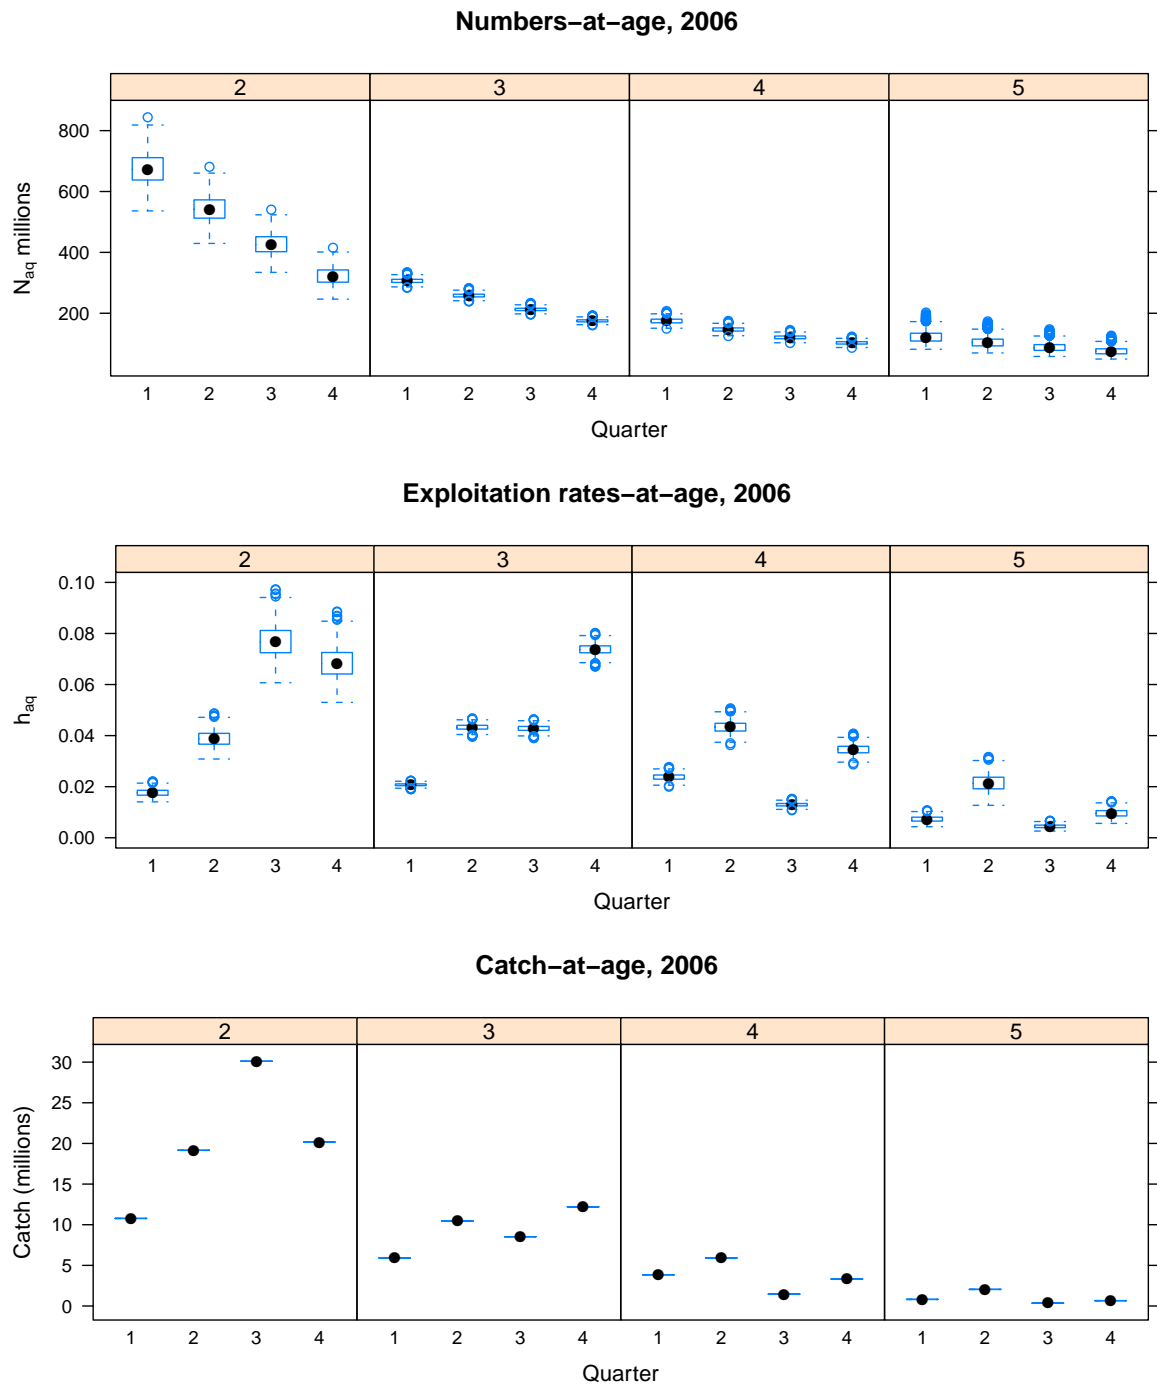 Numbers−at−age, 2006
2 3 4 5
800
600
400
200
Naq millions
1 2 3 4 1 2 3 4 1 2 3 4 1 2 3 4
Quarter
Exploitation rates−at−age, 2006
2 3 4 5
0.10
0.08
0.06
0.04
0.02
0.00
haq
1 2 3 4 1 2 3 4 1 2 3 4 1 2 3 4
Quarter
Catch−at−age, 2006
2 3 4 5
30
25
20
15
10
5
0
Catch (millions)
1 2 3 4 1 2 3 4 1 2 3 4 1 2 3 4
Quarter